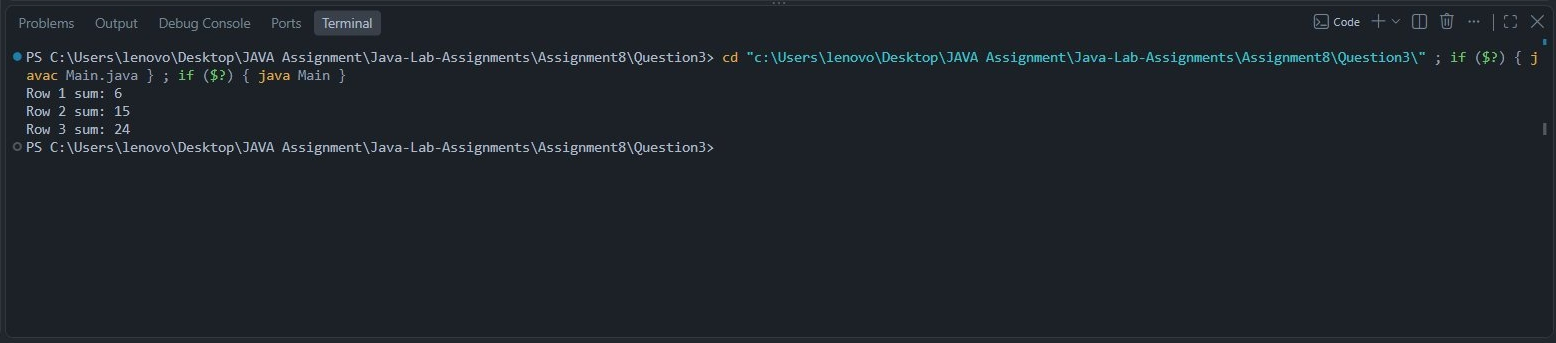 Problems Output Debug Console Ports Terminal Code
PS C:\Users\lenovo\Desktop\JAVA Assignment\Java-Lab-Assignments\Assignment8\Question3> cd "c:\Users\lenovo\Desktop\JAVA Assignment\Java-Lab-Assignments\Assignment8\Question3\" ; if ($?) { j
avac Main.java } ; if ($?) { java Main }
Row 1 sum: 6
Row 2 sum: 15
Row 3 sum: 24
PS C:\Users\lenovo\Desktop\JAVA Assignment\Java-Lab-Assignments\Assignment8\Question3>